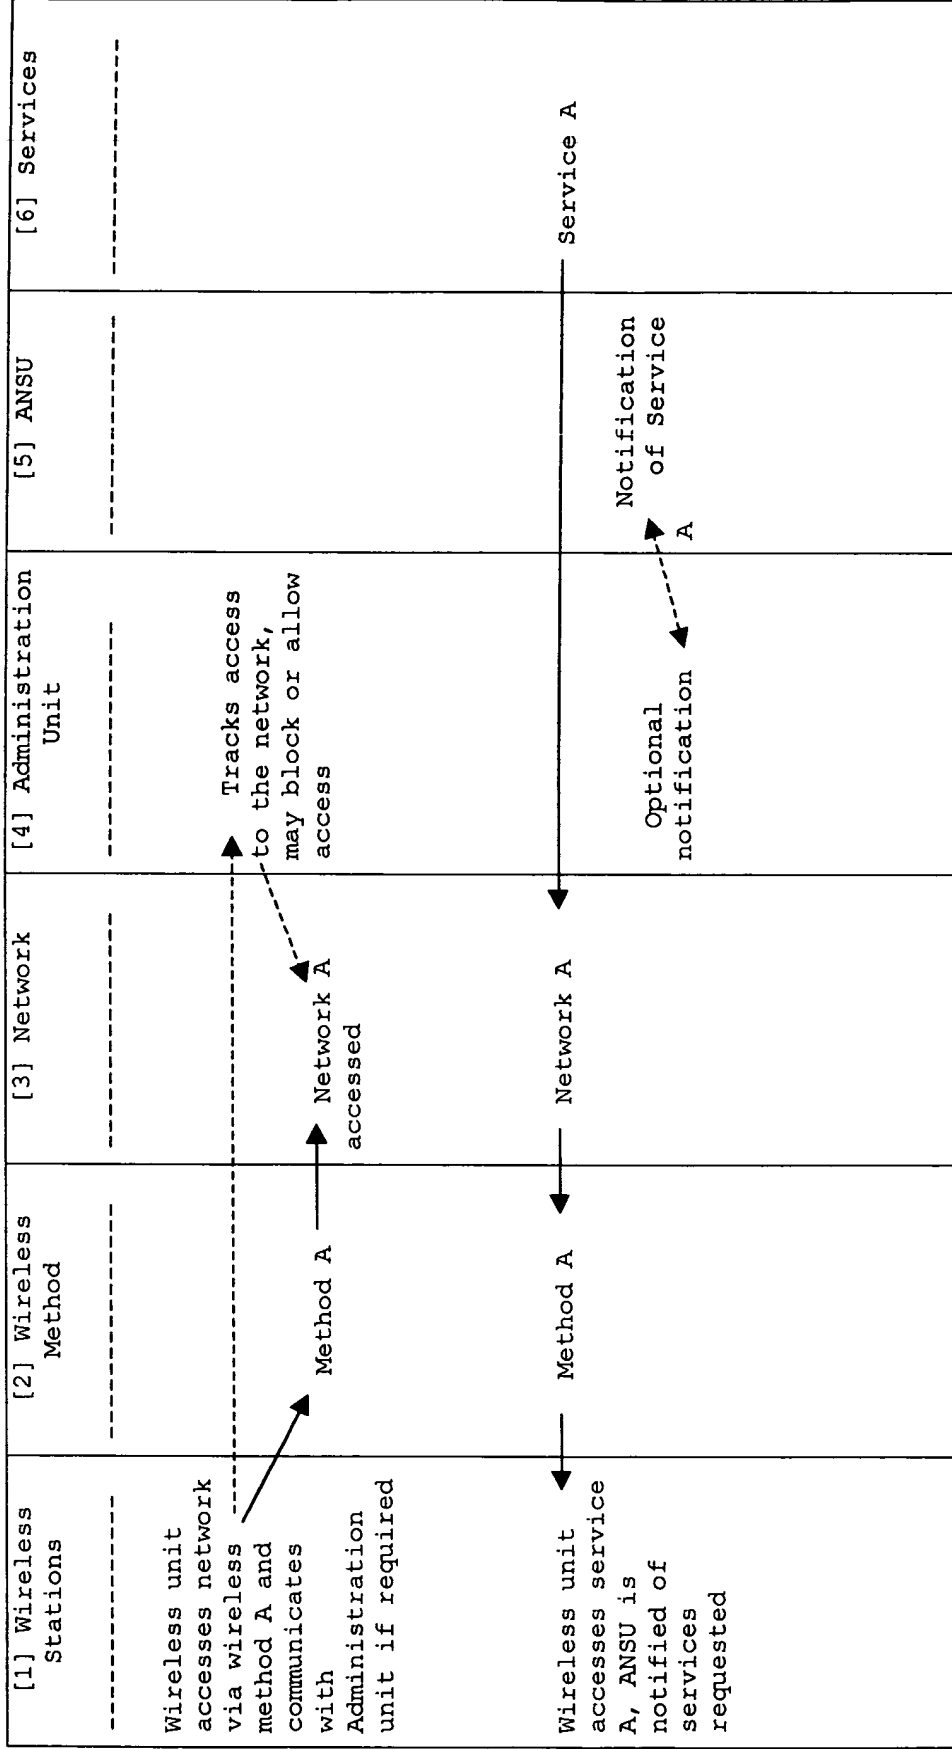 [1] Wireless
Stations
[2] Wireless
Method
[3] Network
[4] Administration
Unit
[5] ANSU
[6] Services
Wireless unit
accesses network
via wireless
method A and
communicates
with
Administration
unit if required
Method A
Network A
accessed
Tracks access
to the network,
may block or allow
access
Wireless unit
accesses service
A, ANSU is
notified of
services
requested
Method A
Network A
Service A
Optional
notification
Notification
of Service
A